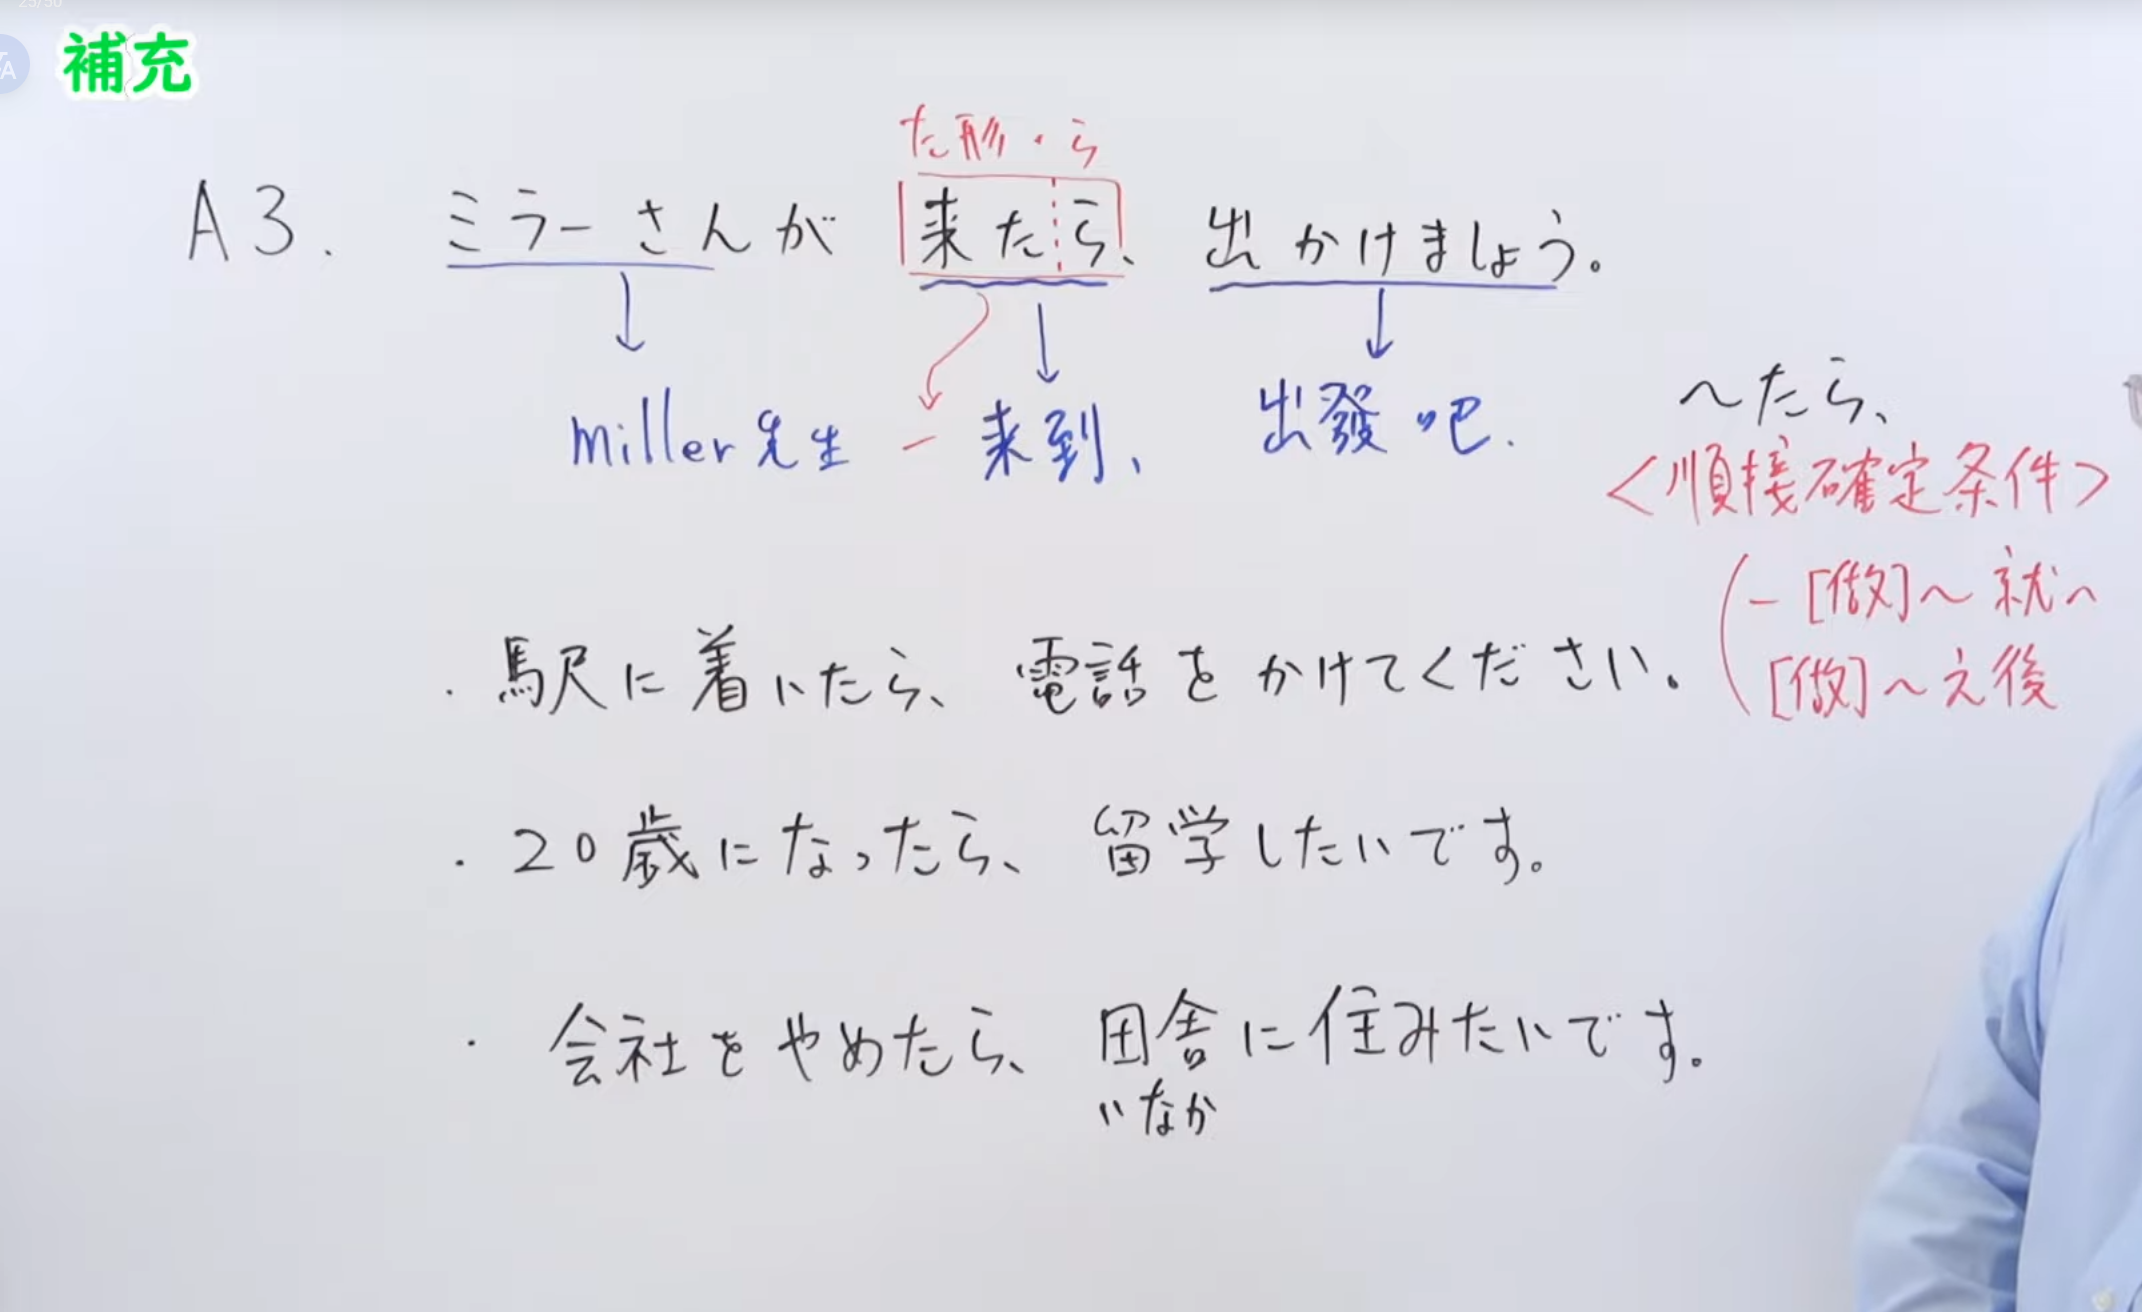 補充
た形・ら
A3. ミラーさんが 来たら、出かけましょう。
miller先生 一 来到、 出發吧.
〜たら、
<順接確定条件>
一[做]〜就〜
・駅に着いたら、電話をかけてください。
[做]〜之後
・20歳になったら、留学したいです。
・会社をやめたら、田舎に住みたいです。
いなか